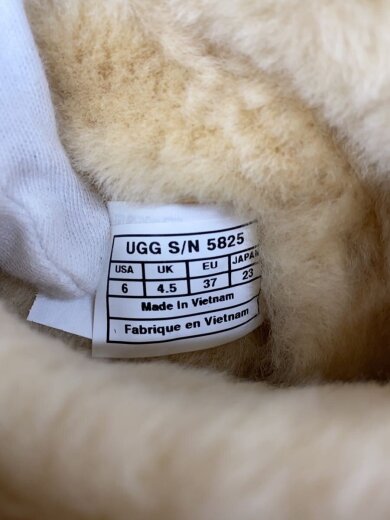 UGG S/N 5825
USA UK EU JAPAN
6 4.5 37 23
Made In Vietnam
Fabrique en Vietnam